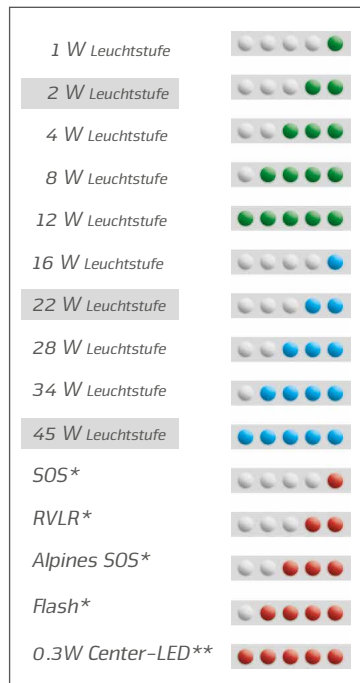 1 W Leuchtstufe
2 W Leuchtstufe
4 W Leuchtstufe
8 W Leuchtstufe
12 W Leuchtstufe
16 W Leuchtstufe
22 W Leuchtstufe
28 W Leuchtstufe
34 W Leuchtstufe
45 W Leuchtstufe
SOS*
RVLR*
Alpines SOS*
Flash*
0.3W Center-LED**